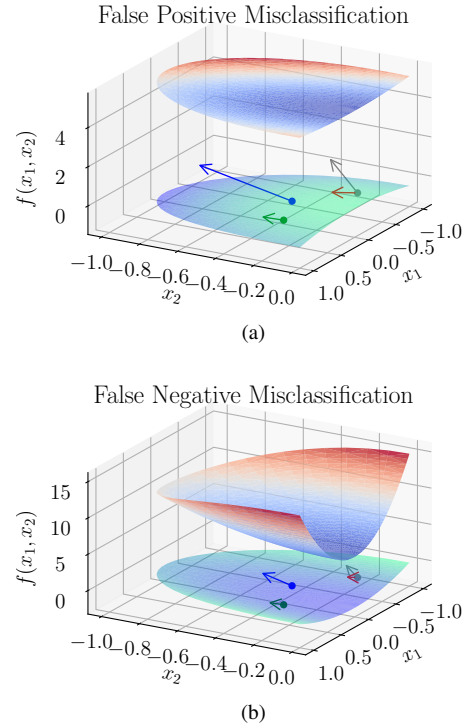 False Positive Misclassification
4
2
0
f(x₁, x₂)
−1.0 −0.8 −0.6 −0.4 −0.2 0.0
x₂
1.0 0.5 0.0 −0.5 −1.0
x₁
(a)
False Negative Misclassification
15
10
5
0
f(x₁, x₂)
−1.0 −0.8 −0.6 −0.4 −0.2 0.0
x₂
1.0 0.5 0.0 −0.5 −1.0
x₁
(b)